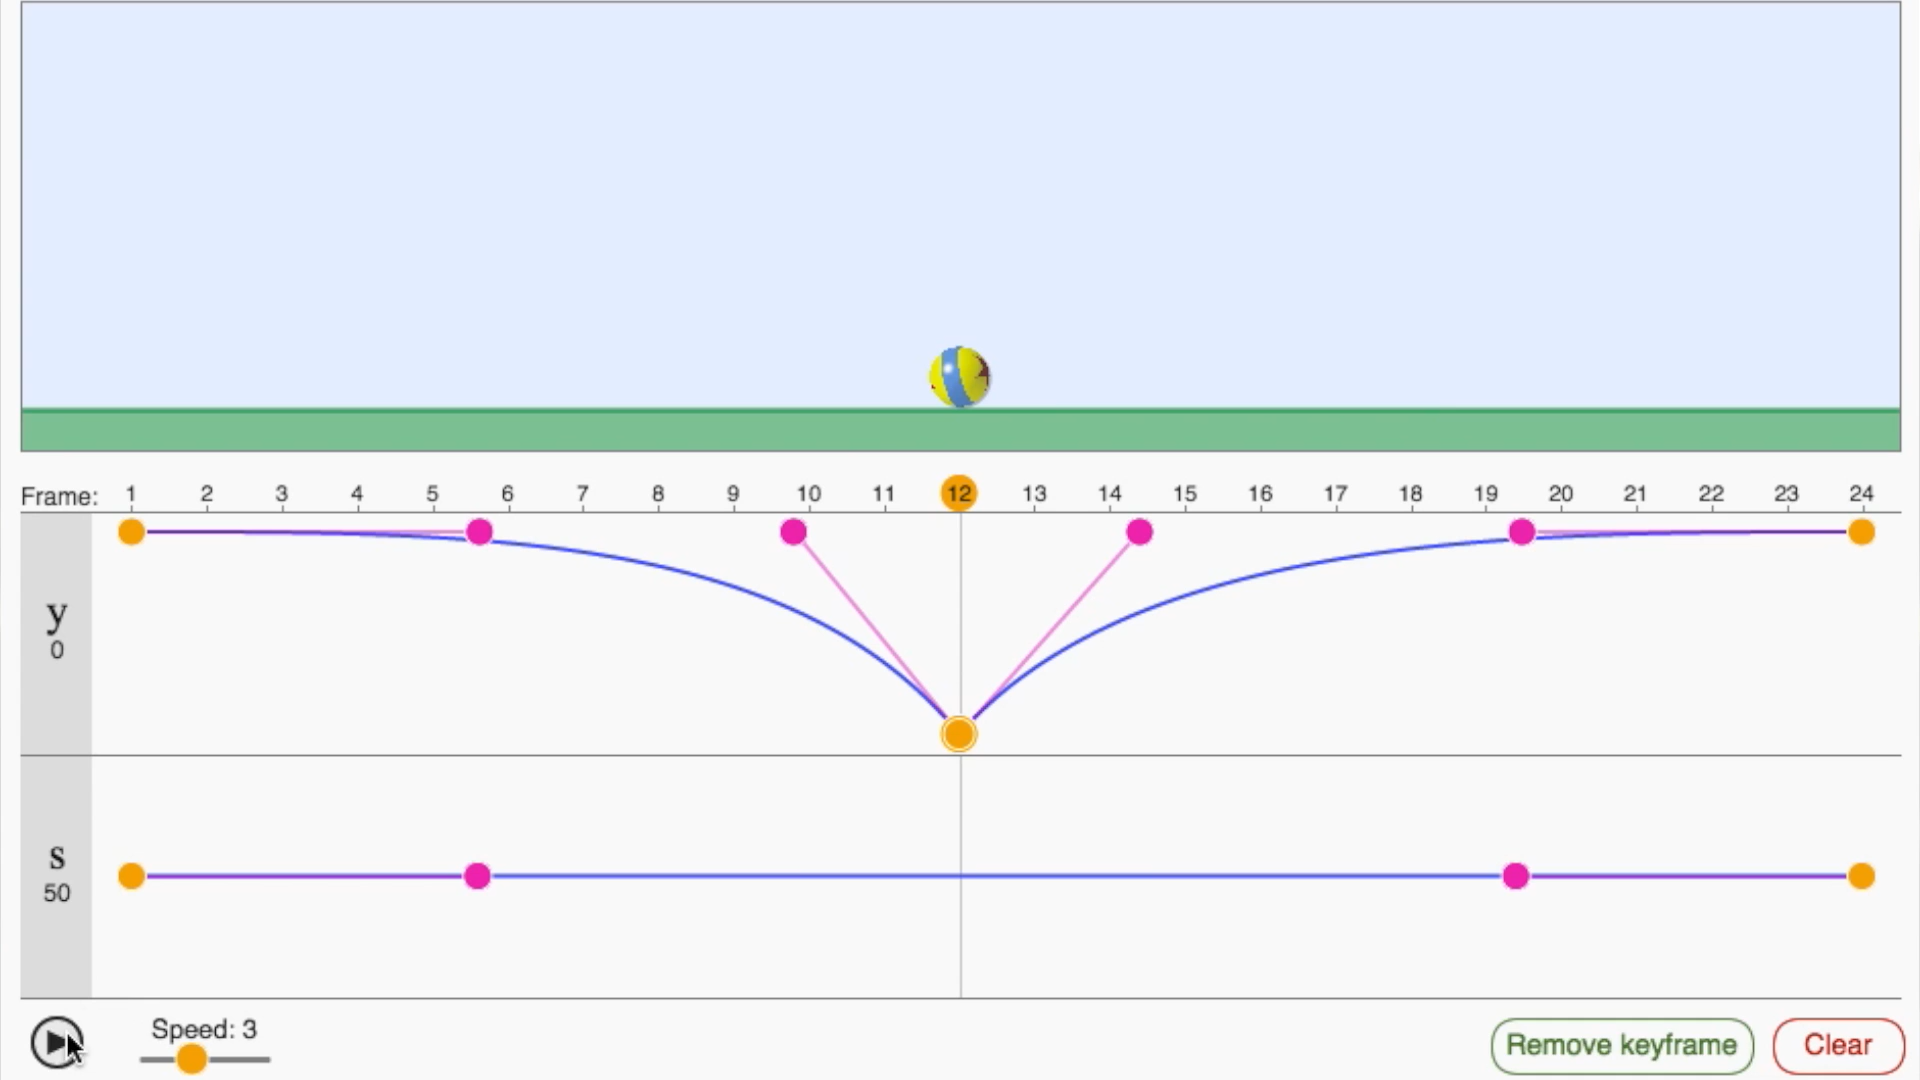 Frame: 1 2 3 4 5 6 7 8 9 10 11 12 13 14 15 16 17 18 19 20 21 22 23 24
y
0
s
50
Speed: 3
Remove keyframe
Clear